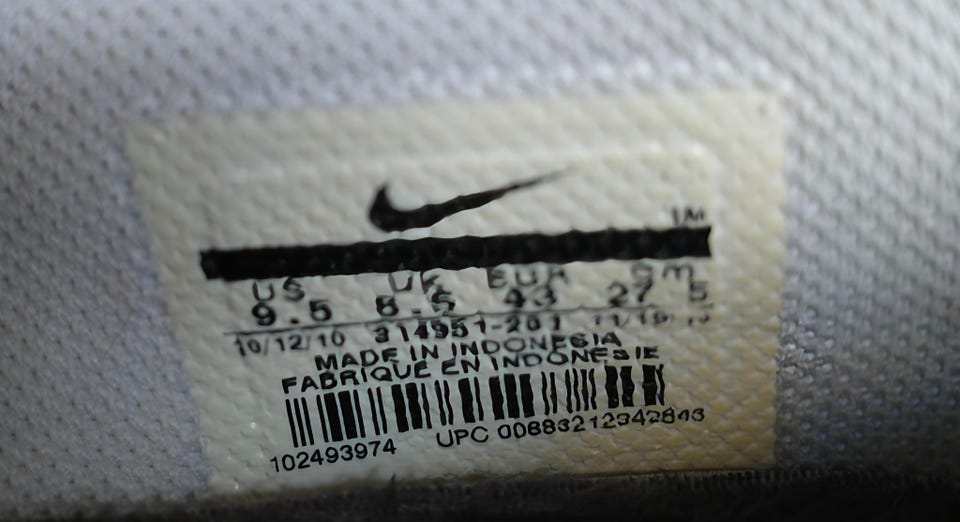 US UK EUR cm
9.5 8.5 43 27.5
10/12/10 314951-201
MADE IN INDONESIA
FABRIQUE EN INDONESIE
102493974 UPC 00883212342843